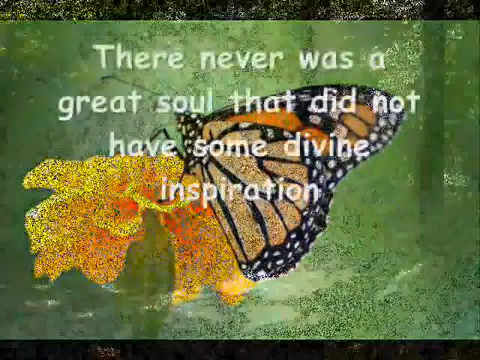 There never was a
great soul that did not
have some divine
inspiration